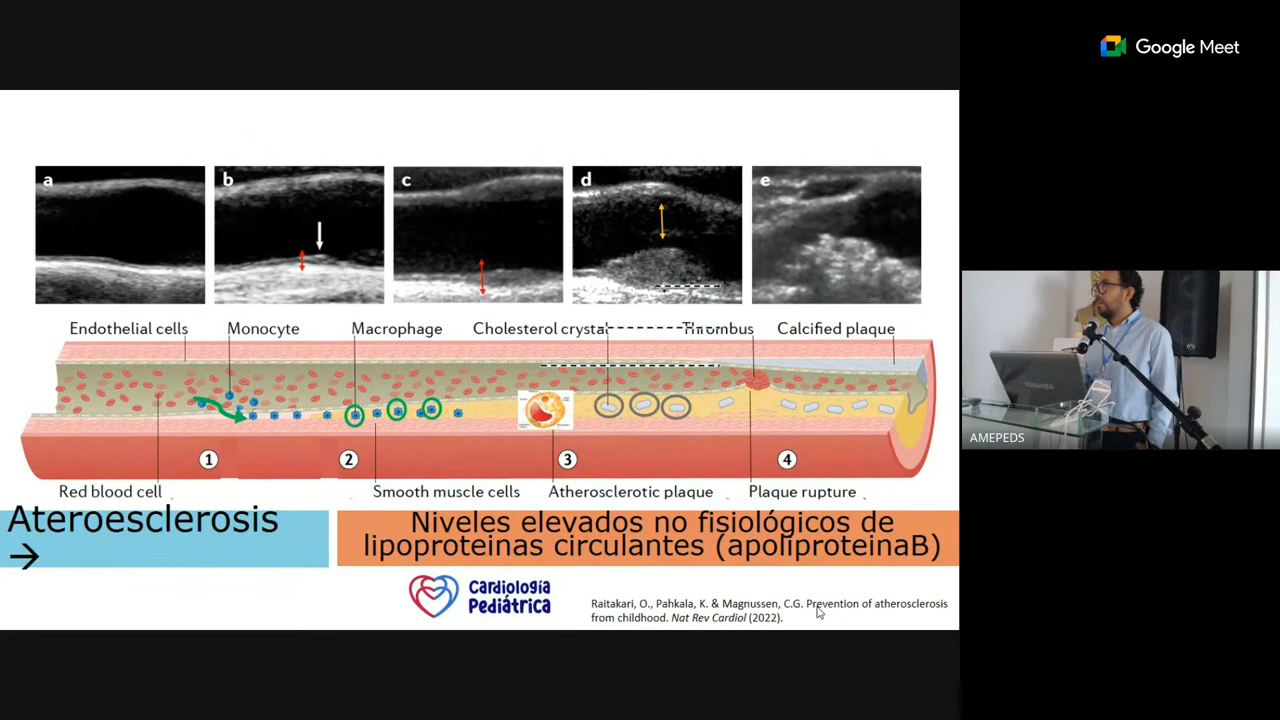 Google Meet
a b c d e
Endothelial cells Monocyte Macrophage Cholesterol crystal Thrombus Calcified plaque
1 2 3 4
Red blood cell Smooth muscle cells Atherosclerotic plaque Plaque rupture
Ateroesclerosis
→
Niveles elevados no fisiológicos de
lipoproteinas circulantes (apoliproteinaB)
Cardiología
Pediátrica
Raitakari, O., Pahkala, K. & Magnussen, C.G. Prevention of atherosclerosis
from childhood. Nat Rev Cardiol (2022).
TOSHIBA
AMEPEDS